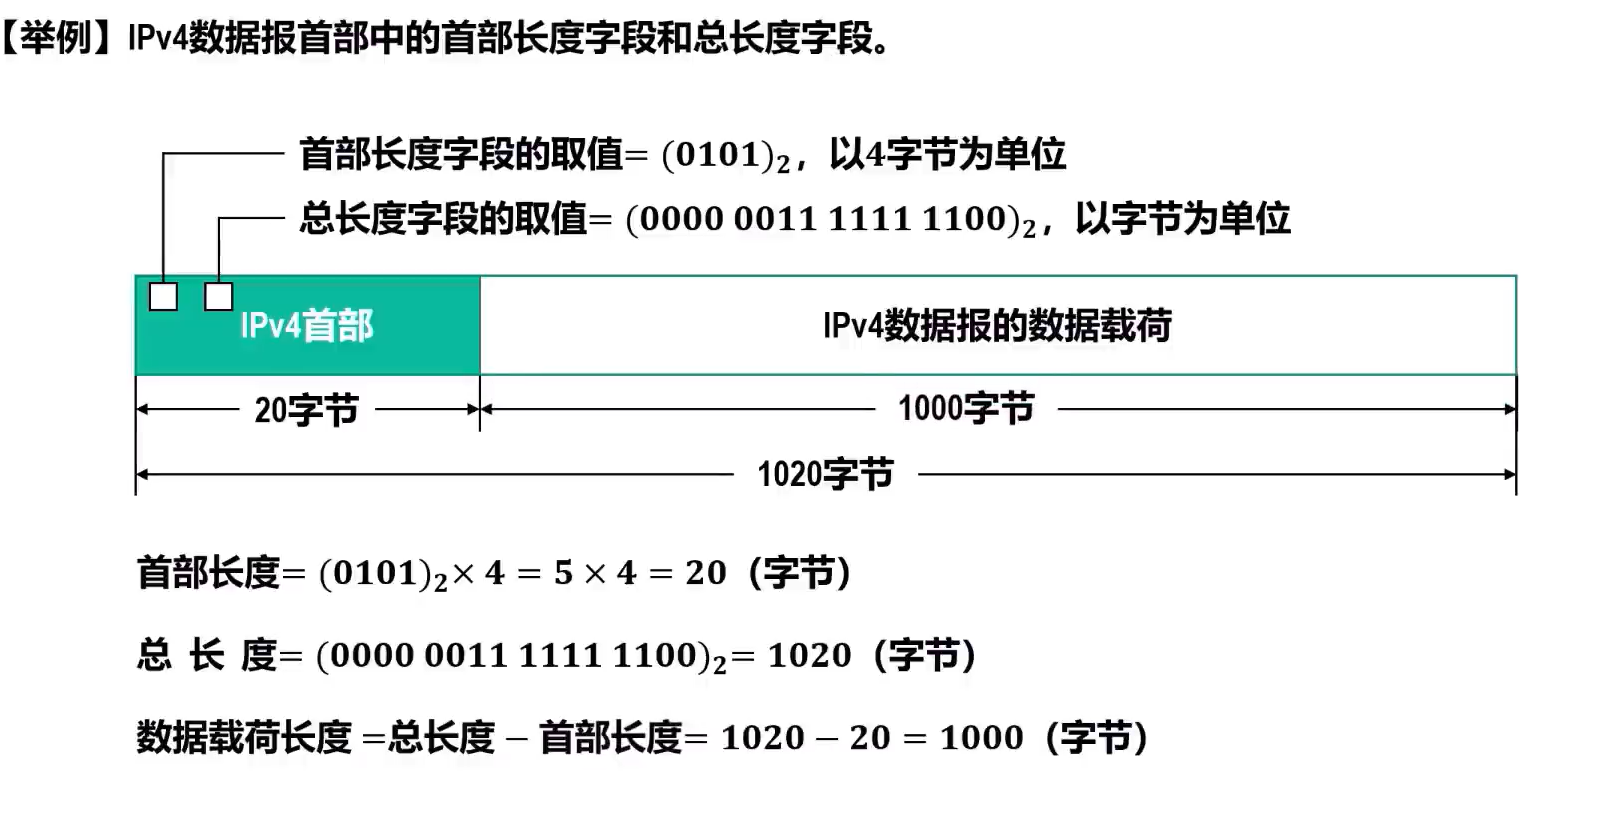 【举例】IPv4数据报首部中的首部长度字段和总长度字段。
首部长度字段的取值= (0101)₂，以4字节为单位
总长度字段的取值= (0000 0011 1111 1100)₂，以字节为单位
IPv4首部
IPv4数据报的数据载荷
20字节
1000字节
1020字节
首部长度= (0101)₂× 4 = 5 × 4 = 20（字节）
总 长 度= (0000 0011 1111 1100)₂= 1020（字节）
数据载荷长度 =总长度 − 首部长度= 1020 − 20 = 1000（字节）